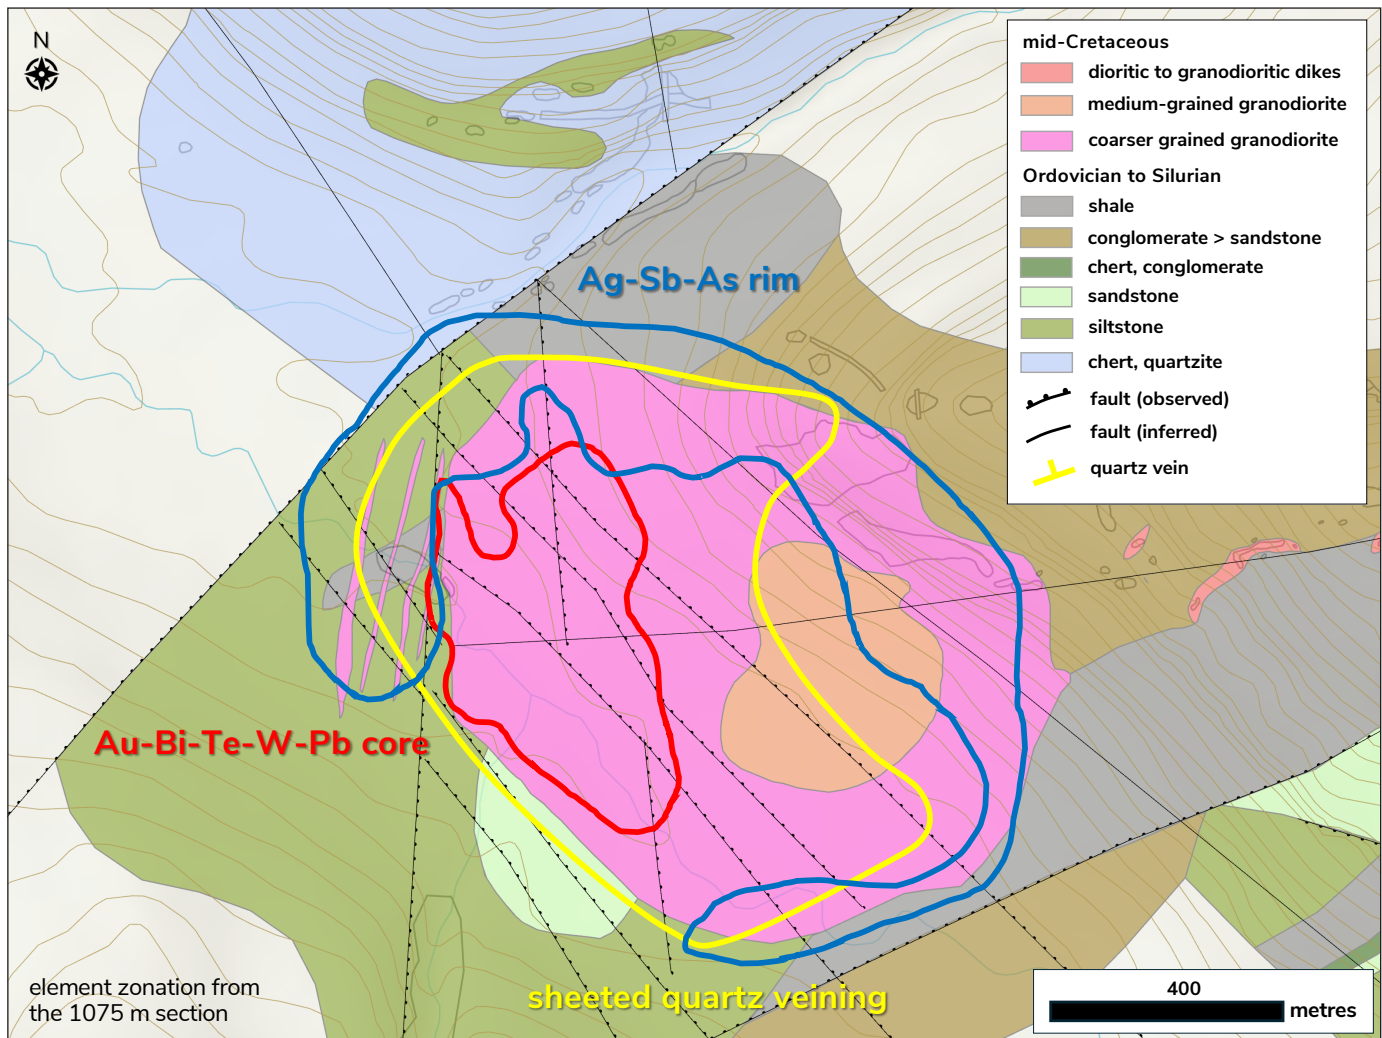 N
mid-Cretaceous
dioritic to granodioritic dikes
medium-grained granodiorite
coarser grained granodiorite
Ordovician to Silurian
shale
conglomerate > sandstone
chert, conglomerate
sandstone
siltstone
chert, quartzite
fault (observed)
fault (inferred)
quartz vein
Ag-Sb-As rim
Au-Bi-Te-W-Pb core
sheeted quartz veining
element zonation from
the 1075 m section
400
metres